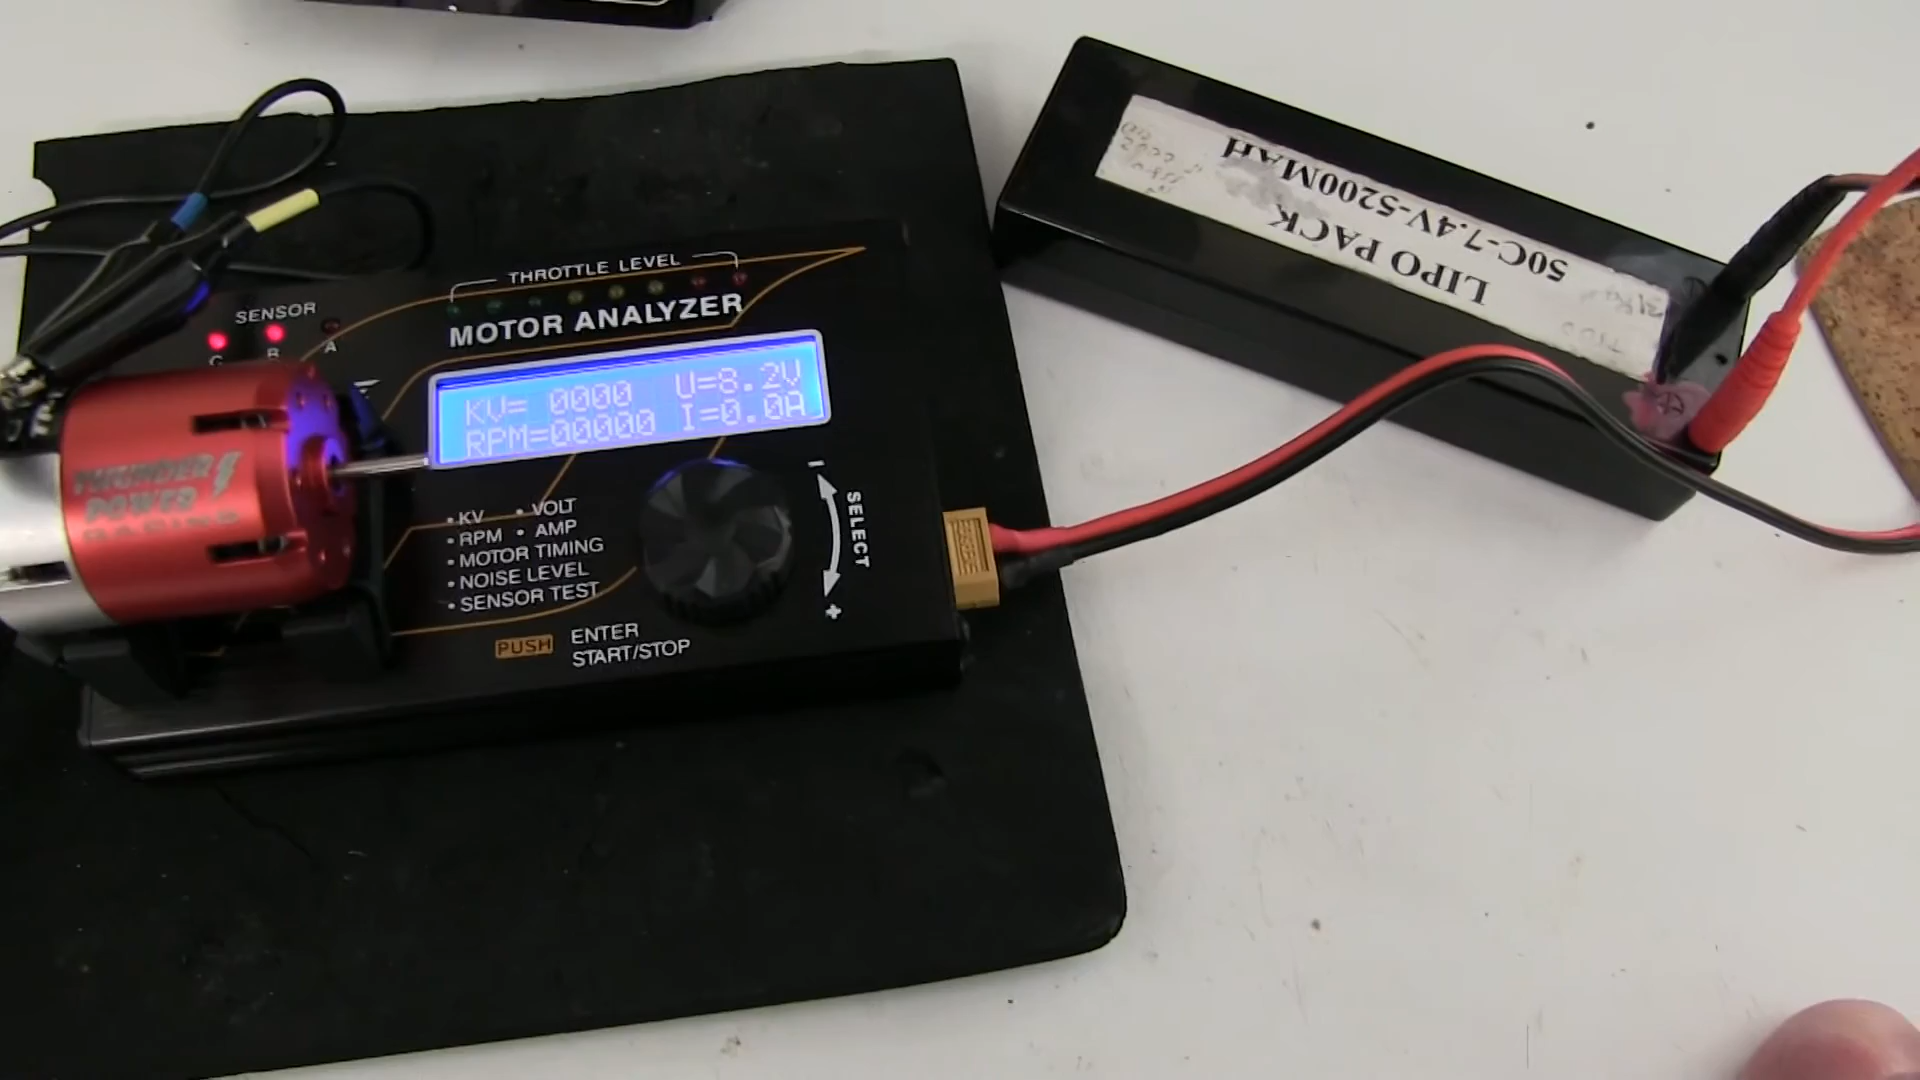 THROTTLE LEVEL
MOTOR ANALYZER
SENSOR
C B A
KV= 0000 U=8.2V
RPM=00000 I=0.0A
THUNDER
POWER
RACING
• KV • VOLT
• RPM • AMP
• MOTOR TIMING
• NOISE LEVEL
• SENSOR TEST
PUSH ENTER
START/STOP
−
SELECT
+
LIPO PACK
50C-7.4V-5200MAH